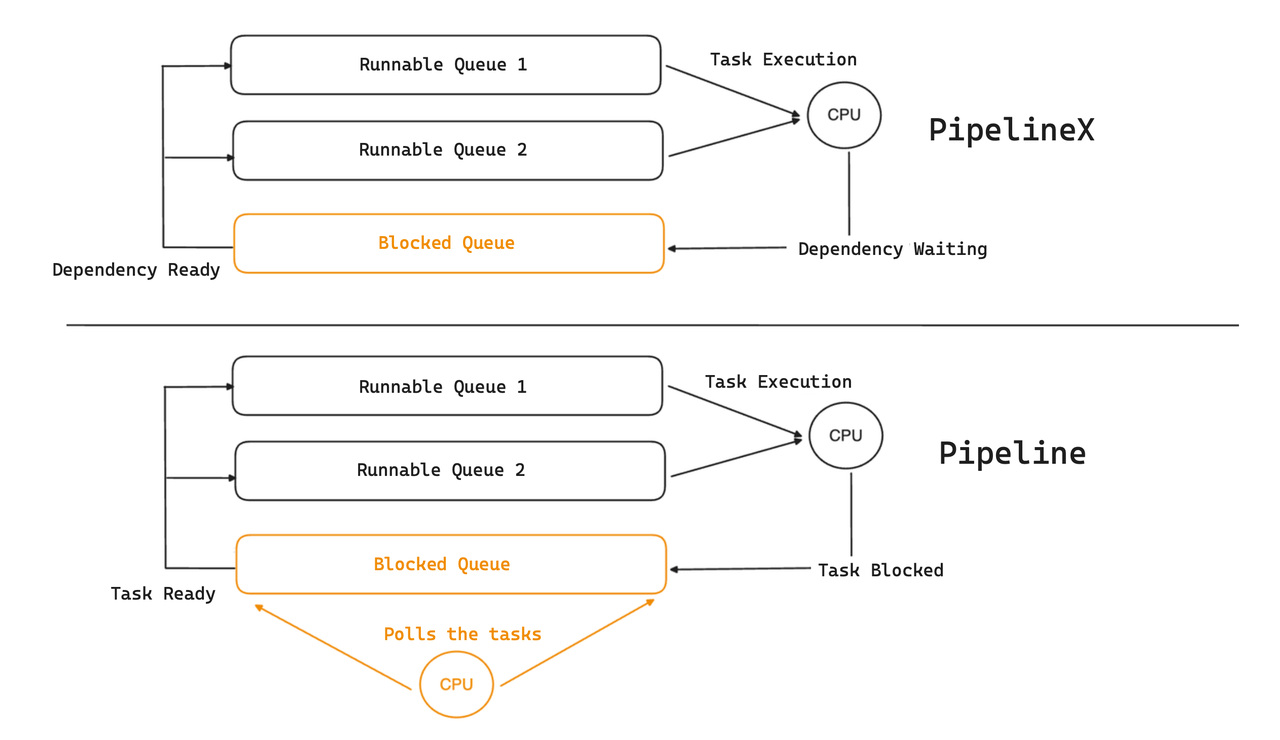 Runnable Queue 1
Task Execution
CPU
PipelineX
Runnable Queue 2
Blocked Queue
Dependency Waiting
Dependency Ready
Runnable Queue 1
Task Execution
CPU
Pipeline
Runnable Queue 2
Blocked Queue
Task Blocked
Task Ready
Polls the tasks
CPU